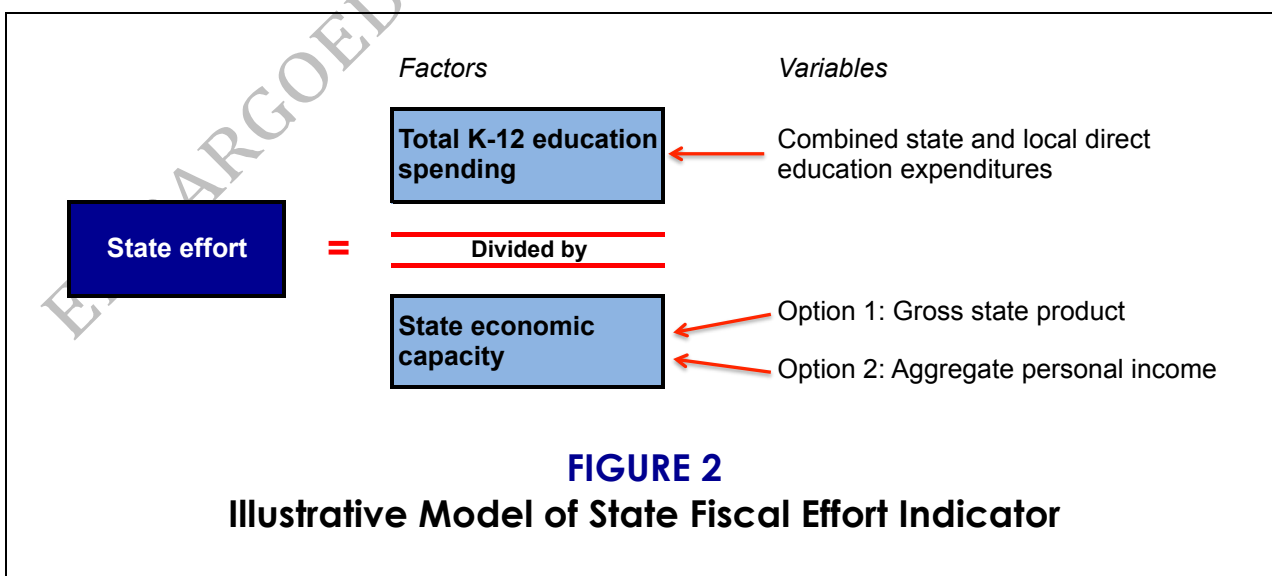 Factors
Variables
Total K-12 education
spending
Combined state and local direct
education expenditures
State effort
=
Divided by
State economic
capacity
Option 1: Gross state product
Option 2: Aggregate personal income
FIGURE 2
Illustrative Model of State Fiscal Effort Indicator